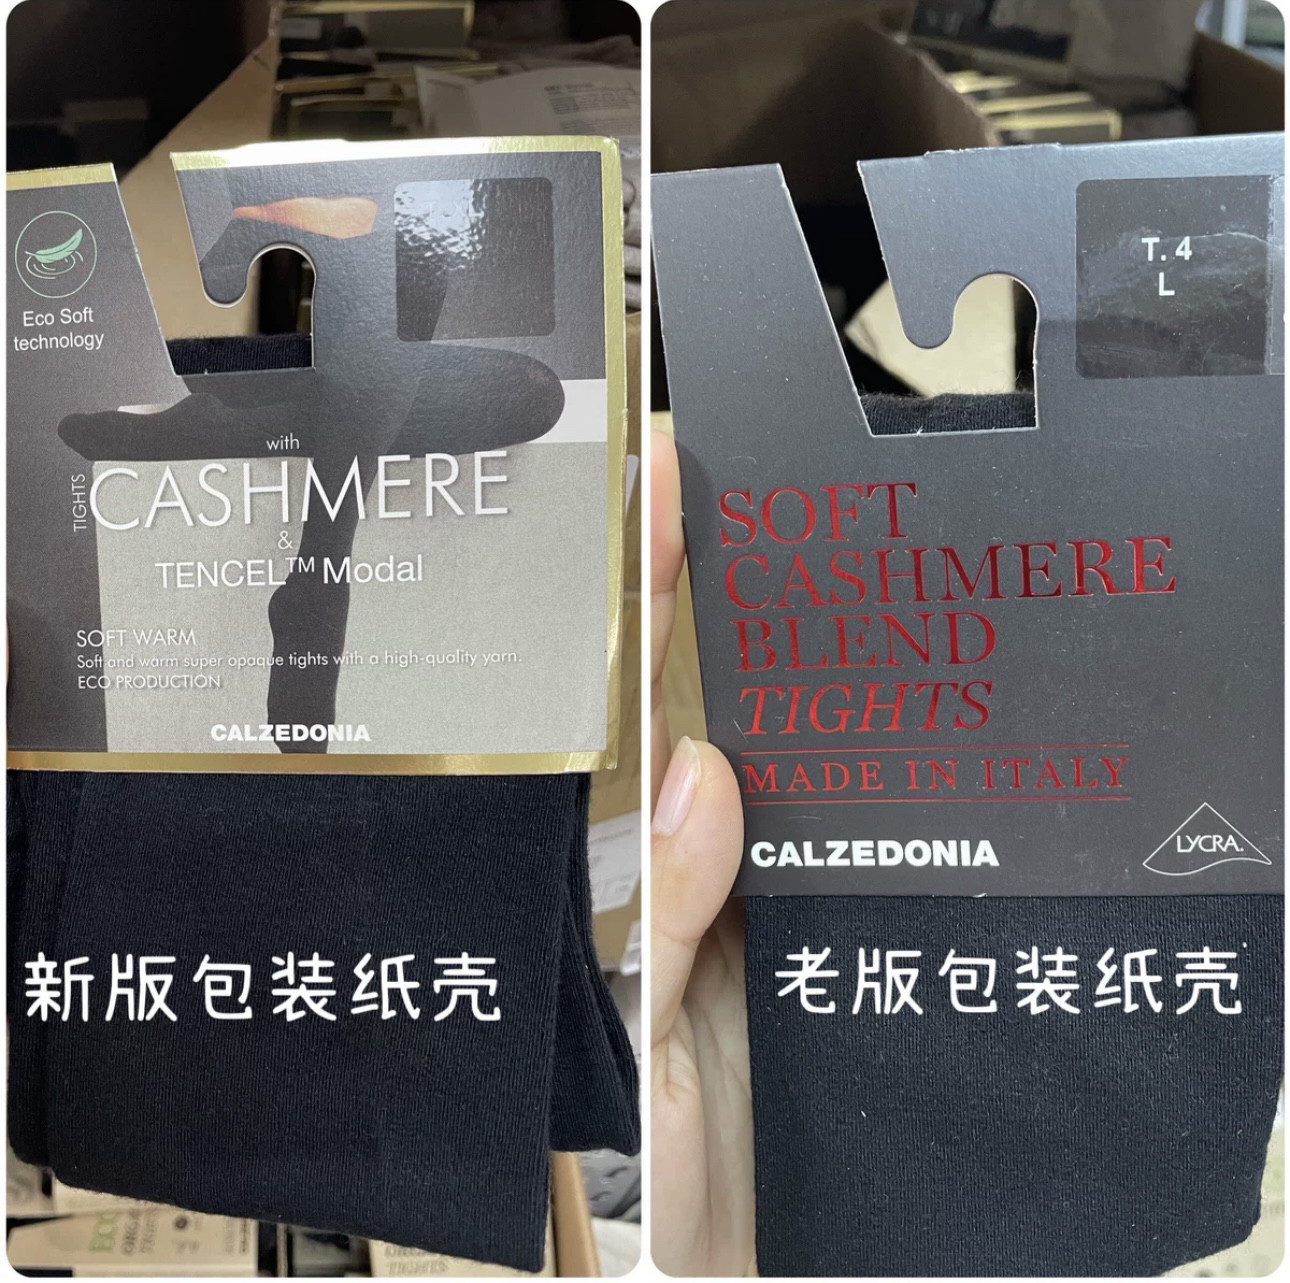 Eco Soft
technology
with
TIGHTS
CASHMERE
&
TENCEL™ Modal
SOFT WARM
Soft and warm super opaque tights with a high-quality yarn.
ECO PRODUCTION
CALZEDONIA
新版包装纸壳
T. 4
L
SOFT
CASHMERE
BLEND
TIGHTS
MADE IN ITALY
CALZEDONIA
LYCRA.
老版包装纸壳